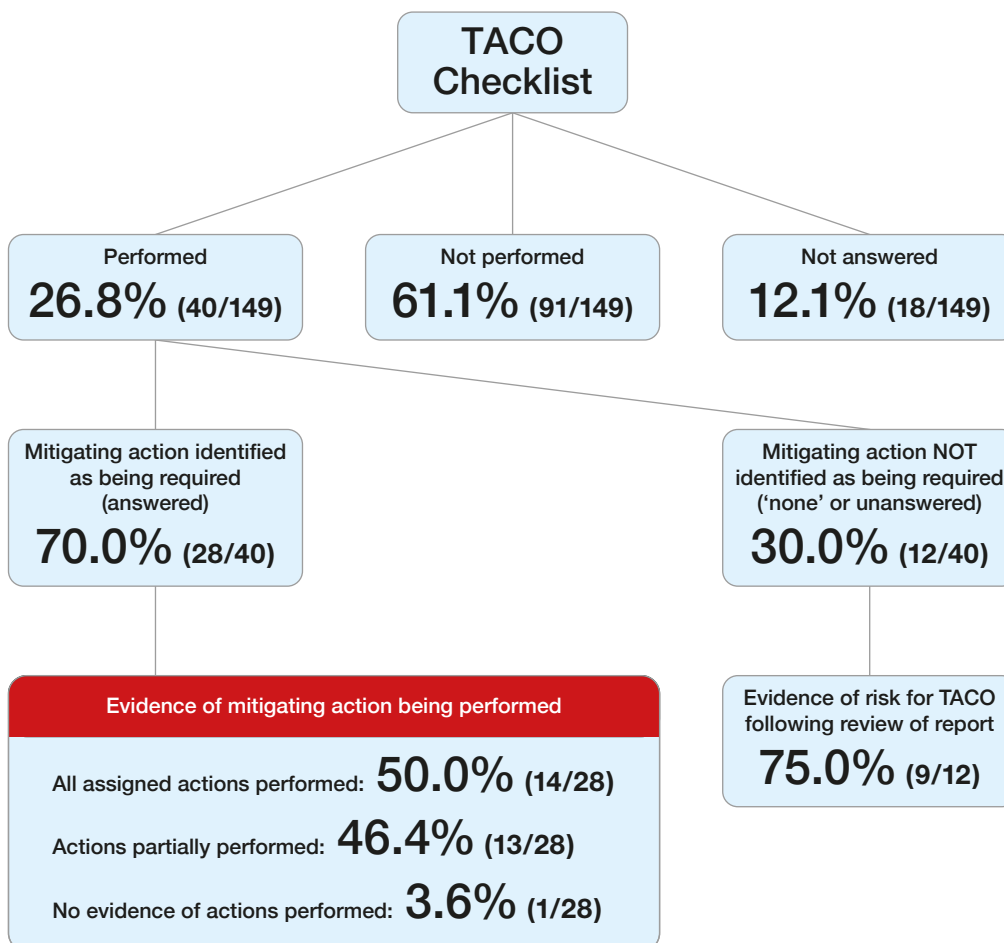 TACO
Checklist
Performed
26.8% (40/149)
Not performed
61.1% (91/149)
Not answered
12.1% (18/149)
Mitigating action identified
as being required
(answered)
70.0% (28/40)
Mitigating action NOT
identified as being required
(‘none’ or unanswered)
30.0% (12/40)
Evidence of mitigating action being performed
All assigned actions performed: 50.0% (14/28)
Actions partially performed: 46.4% (13/28)
No evidence of actions performed: 3.6% (1/28)
Evidence of risk for TACO
following review of report
75.0% (9/12)